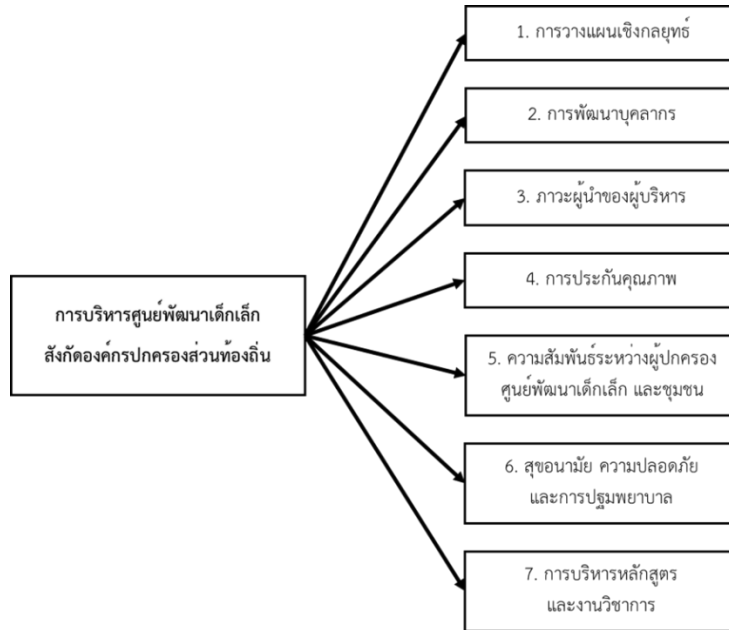 1. การวางแผนเชิงกลยุทธ์
2. การพัฒนาบุคลากร
3. ภาวะผู้นำของผู้บริหาร
4. การประกันคุณภาพ
การบริหารศูนย์พัฒนาเด็กเล็ก
สังกัดองค์กรปกครองส่วนท้องถิ่น
5. ความสัมพันธ์ระหว่างผู้ปกครอง
ศูนย์พัฒนาเด็กเล็ก และชุมชน
6. สุขอนามัย ความปลอดภัย
และการปฐมพยาบาล
7. การบริหารหลักสูตร
และงานวิชาการ